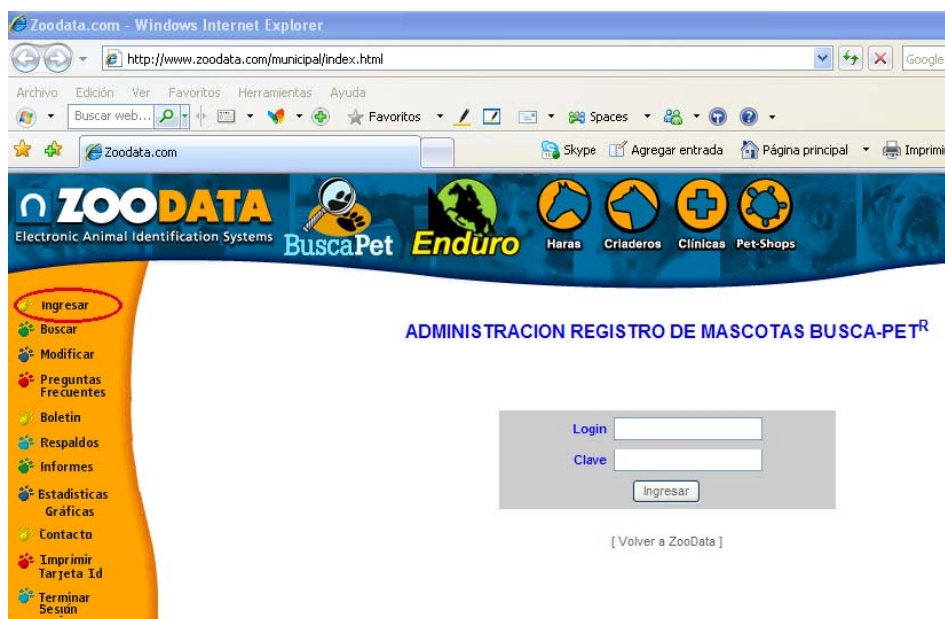 Zoodata.com - Windows Internet Explorer
http://www.zoodata.com/municipal/index.html
Google
Archivo Edición Ver Favoritos Herramientas Ayuda
Buscar web... Favoritos Spaces
Zoodata.com Skype Agregar entrada Página principal Imprimi
ZOODATA
Electronic Animal Identification Systems
BuscaPet
Enduro
Haras Criaderos Clínicas Pet-Shops
Ingresar
Buscar
Modificar
Preguntas
Frecuentes
Boletin
Respaldos
Informes
Estadisticas
Gráficas
Contacto
Imprimir
Tarjeta Id
Terminar
Sesión
ADMINISTRACION REGISTRO DE MASCOTAS BUSCA-PETR
Login
Clave
Ingresar
[ Volver a ZooData ]